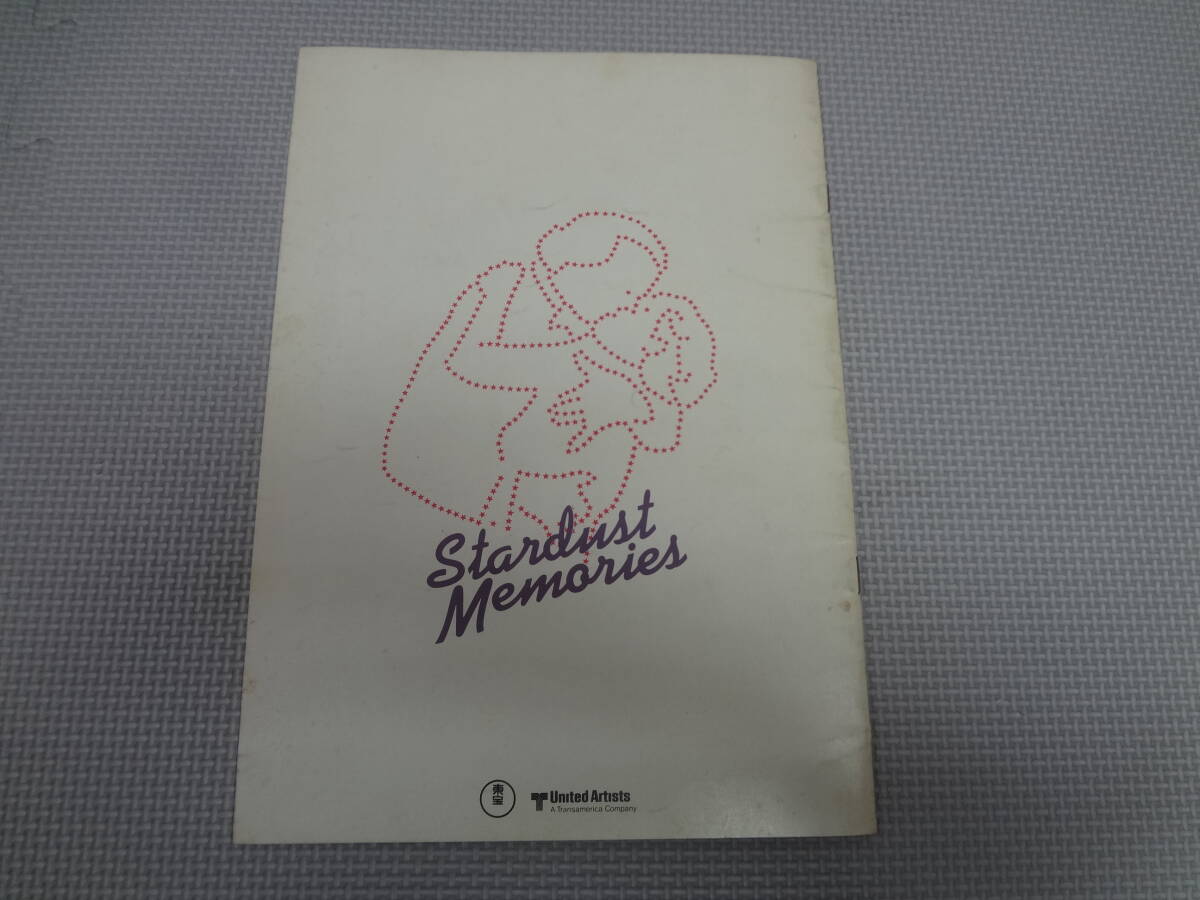 Stardust
Memories
東宝
United Artists
A Transamerica Company